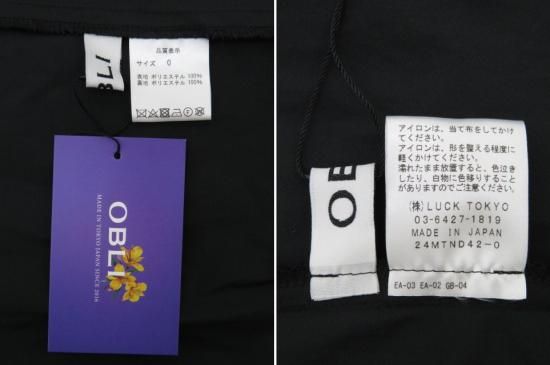 OBLI
品質表示
サイズ 0
表地 ポリエステル 100%
裏地 ポリエステル 100%
OBLI
MADE IN TOKYO JAPAN SINCE 2016
OB
アイロンは、当て布をしてかけ
てください。
アイロンは、形を整える程度に
軽くかけてください。
濡れたまま放置すると、色泣き
したり、白物に色移りすること
がありますのでご注意ください。
(株) LUCK TOKYO
03-6427-1819
MADE IN JAPAN
24MTND42-0
EA-03 EA-02 GB-04